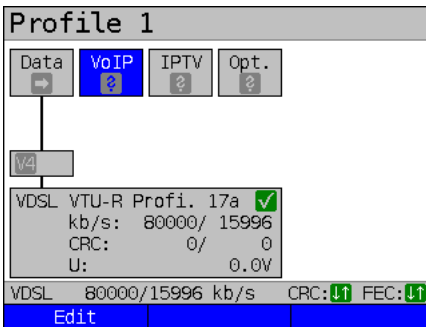 Profile 1
Data VoIP IPTV Opt.
? ? ?
V4
VDSL VTU-R Profi. 17a
kb/s: 80000/ 15996
CRC: 0/ 0
U: 0.0V
VDSL 80000/15996 kb/s CRC: FEC:
Edit